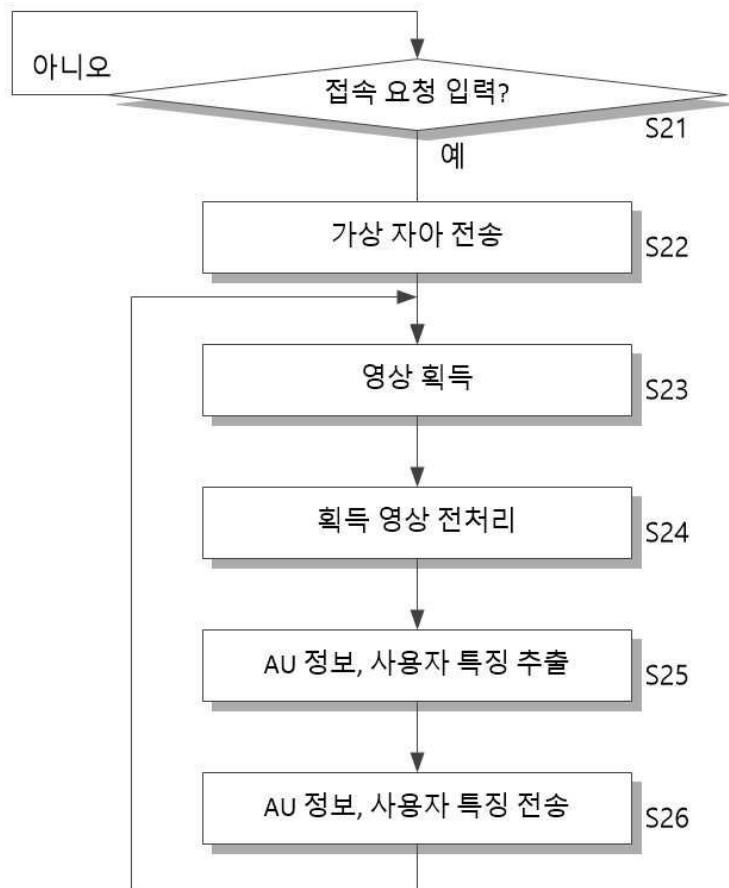 아니오
접속 요청 입력?
S21
예
가상 자아 전송
S22
영상 획득
S23
획득 영상 전처리
S24
AU 정보, 사용자 특징 추출
S25
AU 정보, 사용자 특징 전송
S26